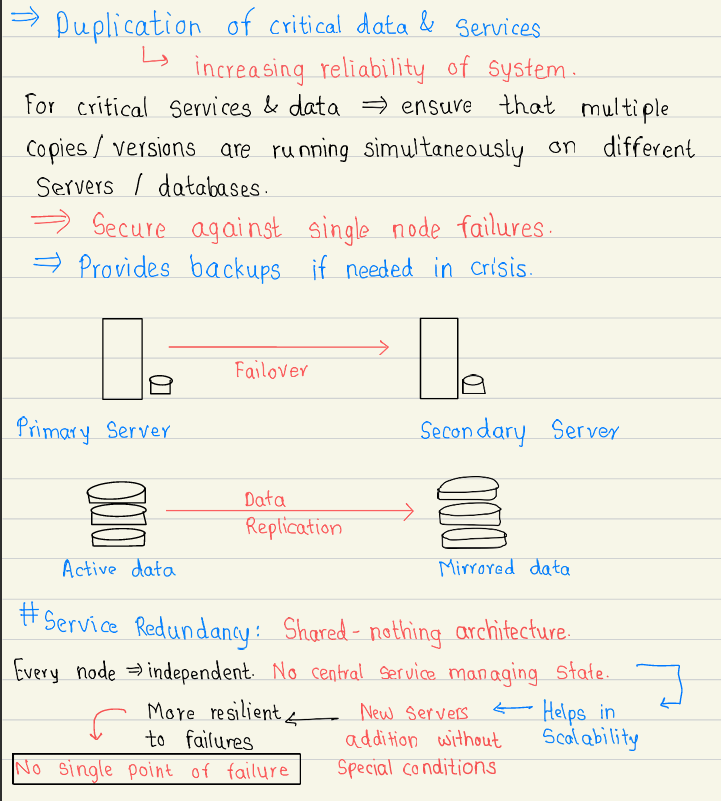 ⇒ Duplication of critical data & services
↳ increasing reliability of system.
For critical services & data ⇒ ensure that multiple
copies / versions are running simultaneously on different
Servers / databases.
⇒ Secure against single node failures.
⇒ Provides backups if needed in crisis.
Failover
Primary Server Secondary Server
Data
Replication
Active data Mirrored data
# Service Redundancy: Shared-nothing architecture.
Every node ⇒ independent. No central service managing state.
More resilient ← New Servers ← Helps in
to failures addition without Scalability
No single point of failure Special conditions